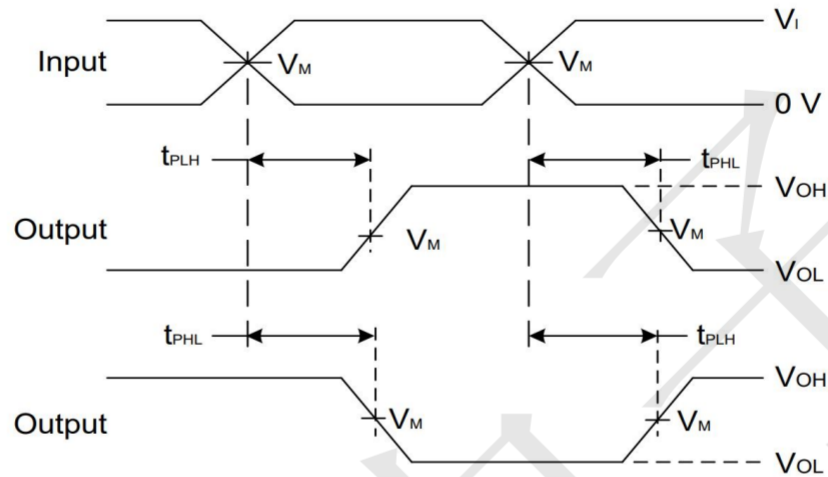 VI
Input VM VM
0 V
tPLH tPHL
VOH
Output VM VM
VOL
tPHL tPLH
VOH
Output VM VM
VOL